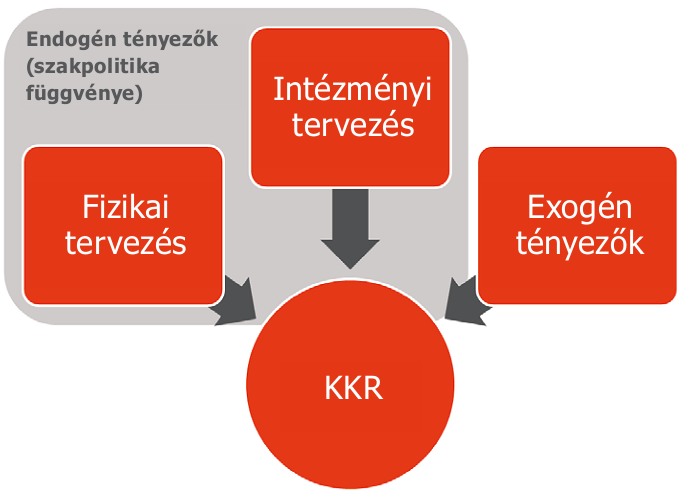 Endogén tényezők
(szakpolitika
függvénye)
Intézményi
tervezés
Fizikai
tervezés
Exogén
tényezők
KKR